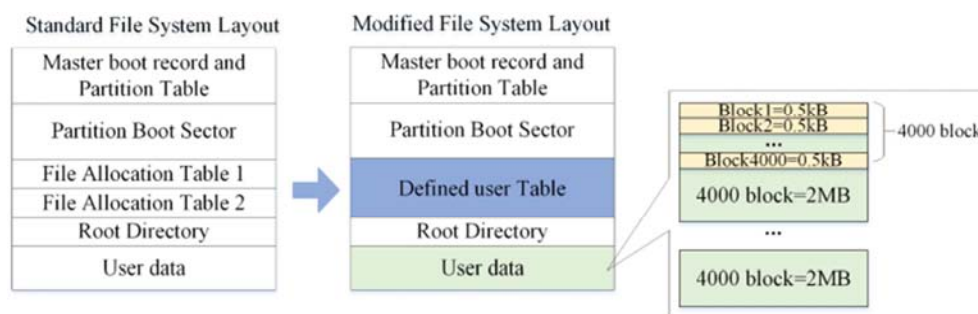 Standard File System Layout
Master boot record and
Partition Table
Partition Boot Sector
File Allocation Table 1
File Allocation Table 2
Root Directory
User data
Modified File System Layout
Master boot record and
Partition Table
Partition Boot Sector
Defined user Table
Root Directory
User data
Block1=0.5kB
Block2=0.5kB
...
Block4000=0.5kB
4000 block
4000 block=2MB
...
4000 block=2MB